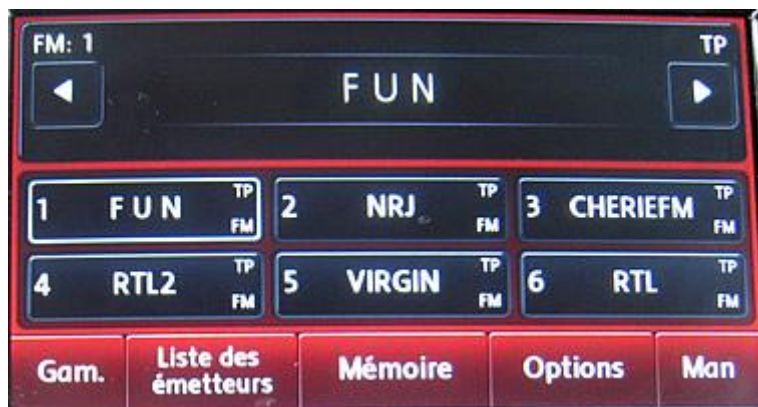 FM: 1 TP
FUN
1 FUN TP FM
2 NRJ TP FM
3 CHERIEFM TP FM
4 RTL2 TP FM
5 VIRGIN TP FM
6 RTL TP FM
Gam.
Liste des
émetteurs
Mémoire
Options
Man